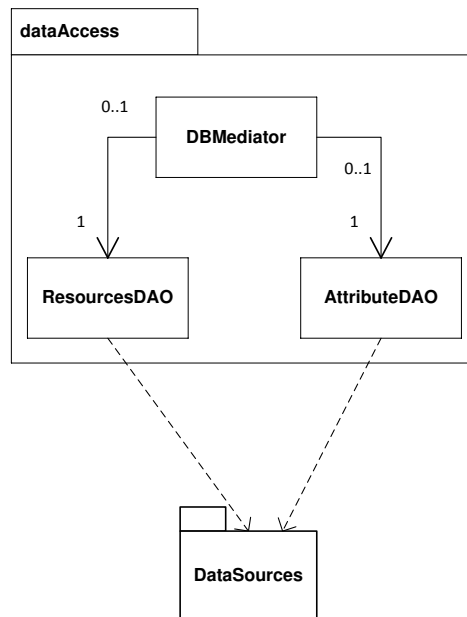 dataAccess
0..1
DBMediator
0..1
1
1
ResourcesDAO
AttributeDAO
DataSources